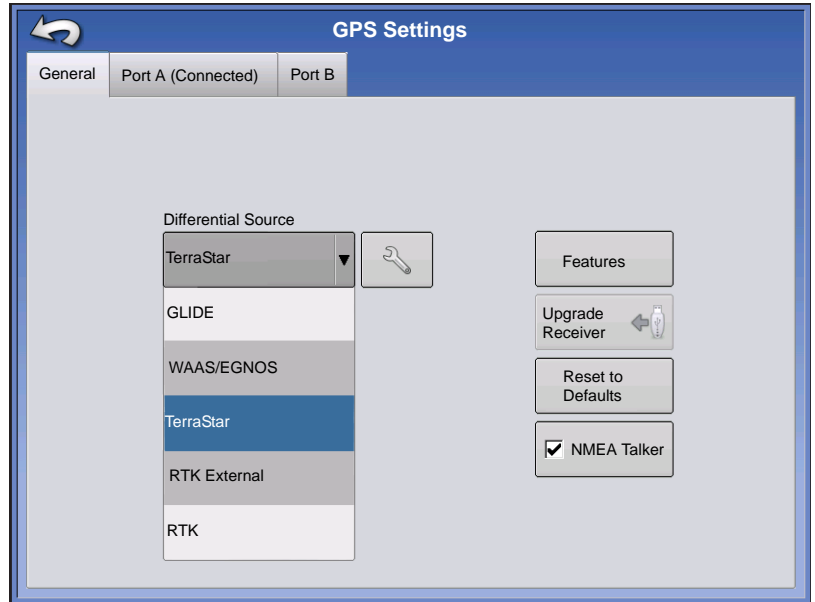 GPS Settings
General
Port A (Connected)
Port B
Differential Source
TerraStar
GLIDE
WAAS/EGNOS
TerraStar
RTK External
RTK
Features
Upgrade
Receiver
Reset to
Defaults
NMEA Talker